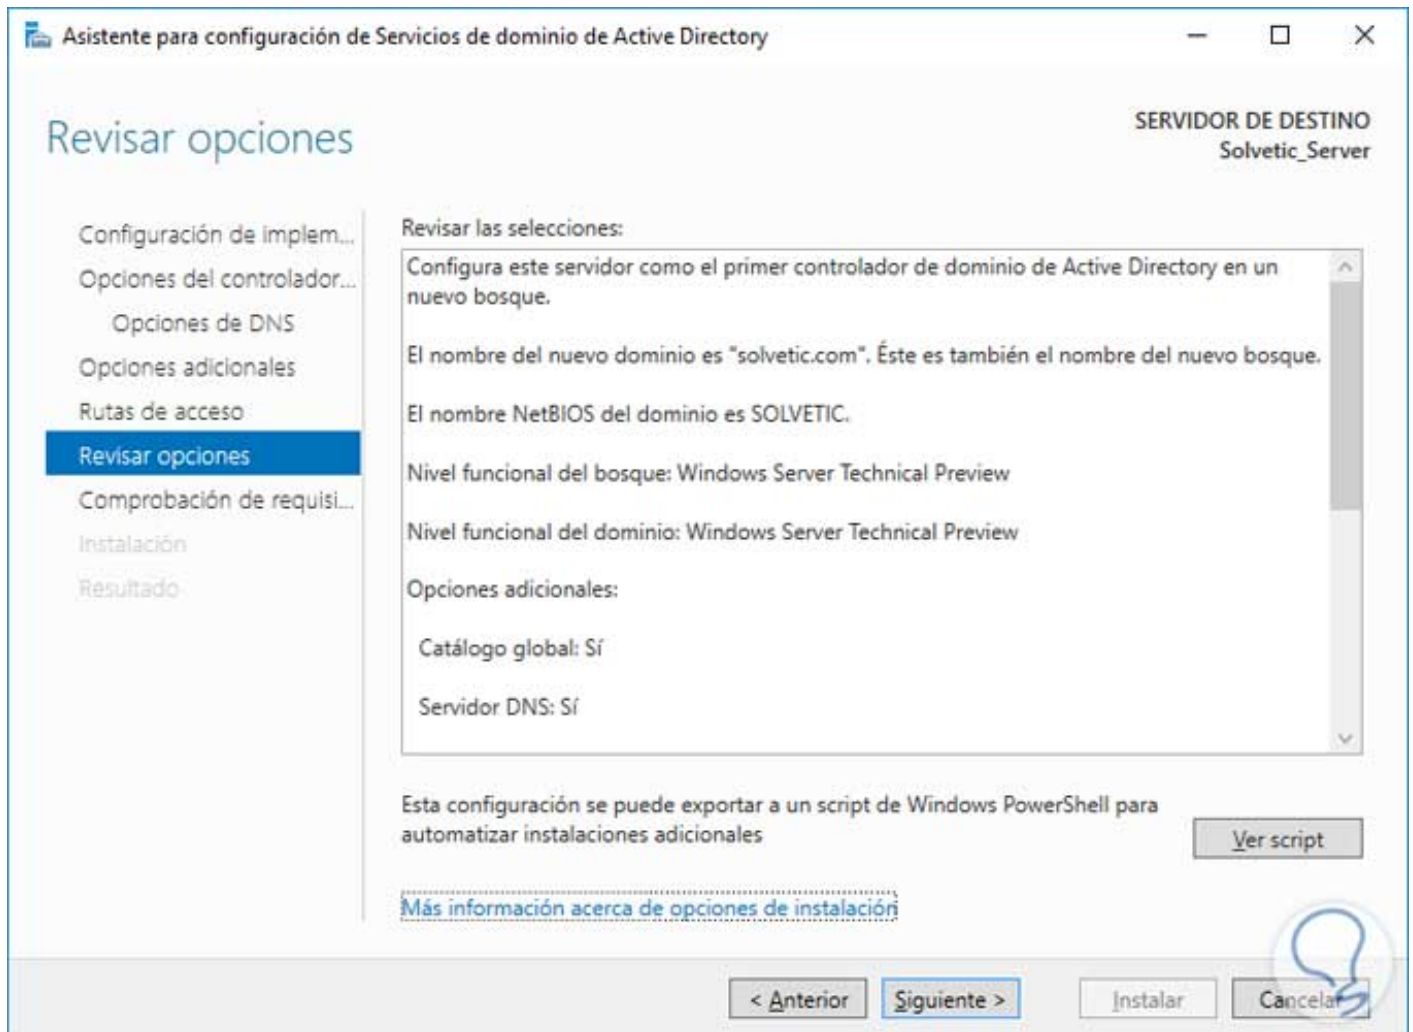 Asistente para configuración de Servicios de dominio de Active Directory
Revisar opciones
SERVIDOR DE DESTINO
Solvetic_Server
Configuración de implem...
Opciones del controlador...
Opciones de DNS
Opciones adicionales
Rutas de acceso
Revisar opciones
Comprobación de requisi...
Instalación
Resultado
Revisar las selecciones:
Configura este servidor como el primer controlador de dominio de Active Directory en un
nuevo bosque.
El nombre del nuevo dominio es "solvetic.com". Éste es también el nombre del nuevo bosque.
El nombre NetBIOS del dominio es SOLVETIC.
Nivel funcional del bosque: Windows Server Technical Preview
Nivel funcional del dominio: Windows Server Technical Preview
Opciones adicionales:
Catálogo global: Sí
Servidor DNS: Sí
Esta configuración se puede exportar a un script de Windows PowerShell para
automatizar instalaciones adicionales
Ver script
Más información acerca de opciones de instalación
< Anterior
Siguiente >
Instalar
Cancelar